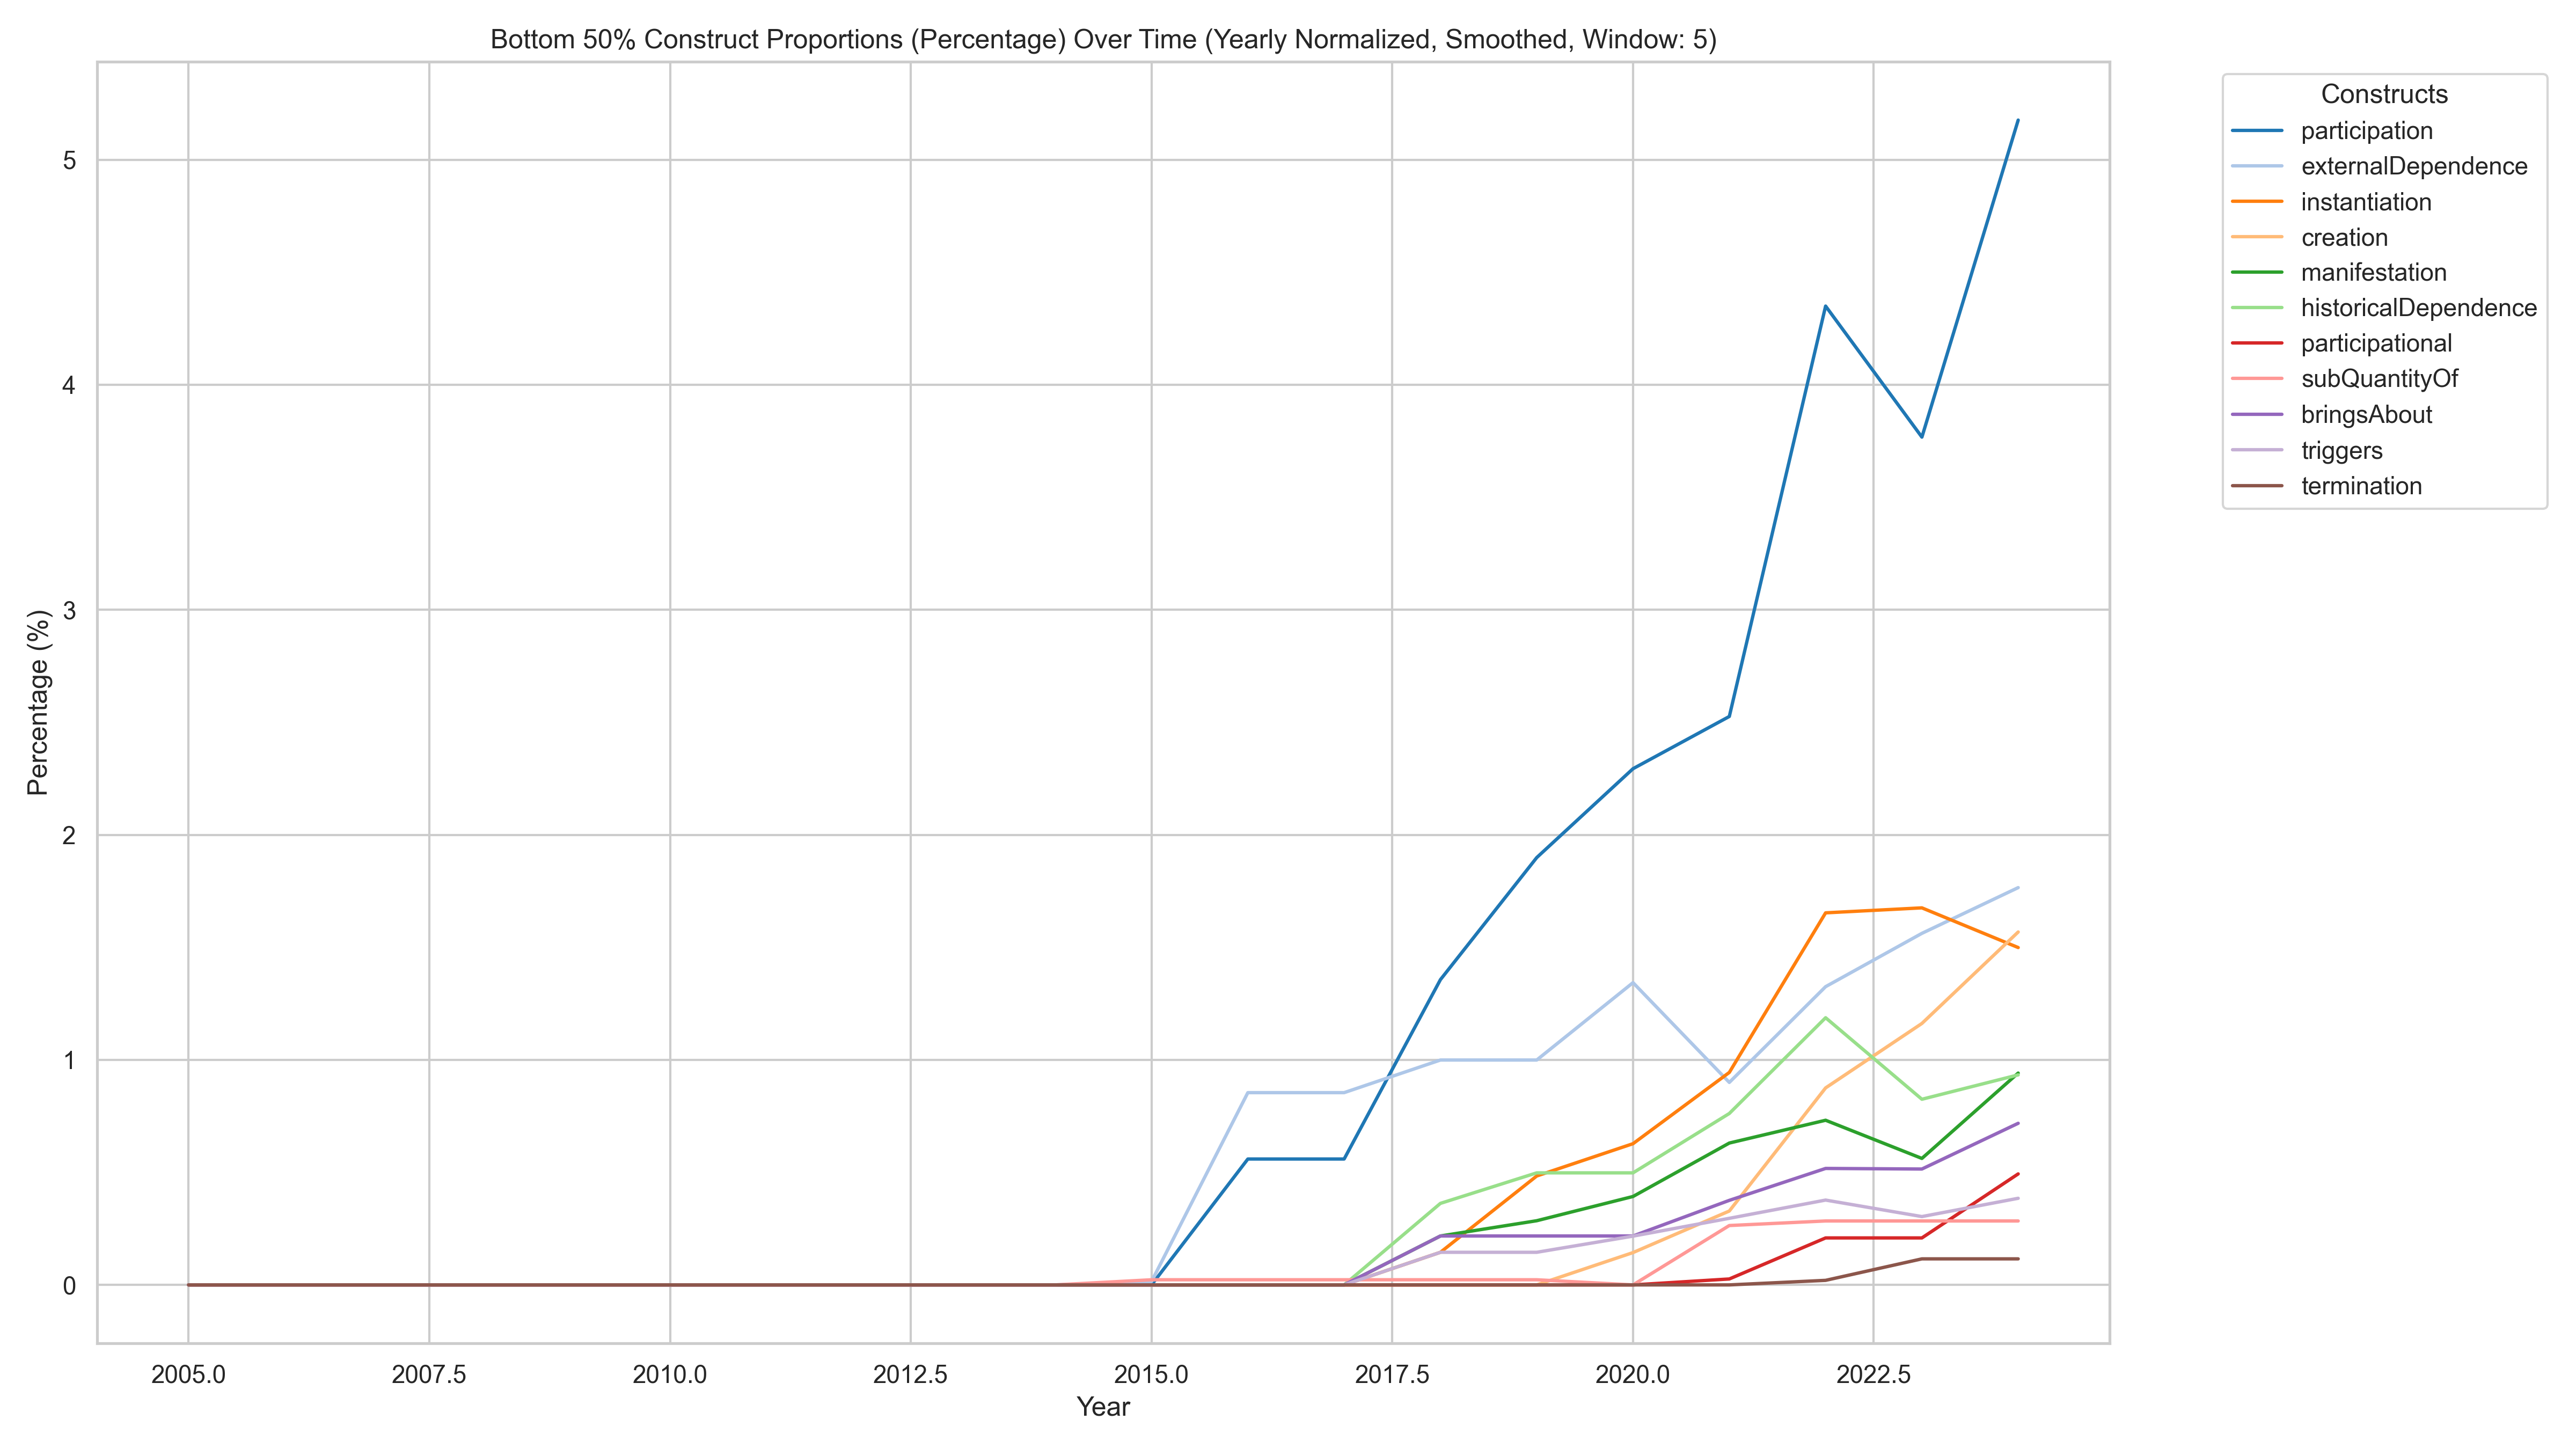 Bottom 50% Construct Proportions (Percentage) Over Time (Yearly Normalized, Smoothed, Window: 5)
Constructs
participation
externalDependence
instantiation
creation
manifestation
historicalDependence
participational
subQuantityOf
bringsAbout
triggers
termination
Percentage (%)
5
4
3
2
1
0
2005.0 2007.5 2010.0 2012.5 2015.0 2017.5 2020.0 2022.5
Year